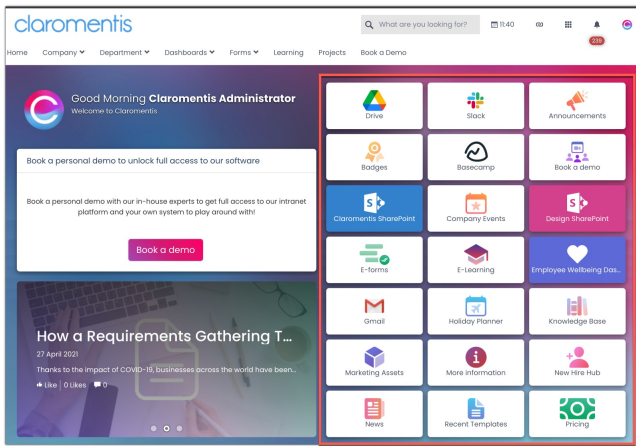 claromentis
What are you looking for?
11:40
239
Home Company Department Dashboards Forms Learning Projects Book a Demo
Good Morning Claromentis Administrator
Welcome to Claromentis
Book a personal demo to unlock full access to our software
Book a personal demo with our in-house experts to get full access to our intranet
platform and your own system to play around with!
Book a demo
How a Requirements Gathering T...
27 April 2021
Thanks to the impact of COVID-19, businesses across the world have been...
Like 0 Likes 0
Drive Slack Announcements
Badges Basecamp Book a demo
Claromentis SharePoint Company Events Design SharePoint
E-forms E-Learning Employee Wellbeing Das...
Gmail Holiday Planner Knowledge Base
Marketing Assets More information New Hire Hub
News Recent Templates Pricing